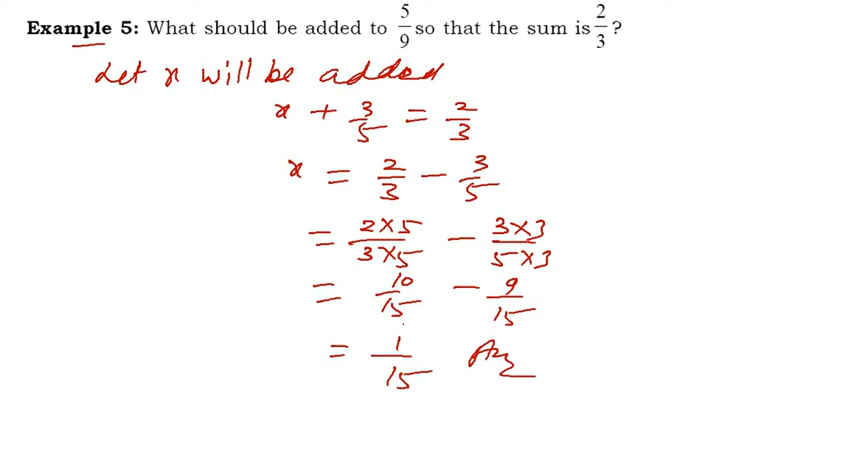 Example 5: What should be added to 5/9 so that the sum is 2/3?
Let x will be added
x + 3/5 = 2/3
x = 2/3 - 3/5
= 2×5/3×5 - 3×3/5×3
= 10/15 - 9/15
= 1/15 Ans